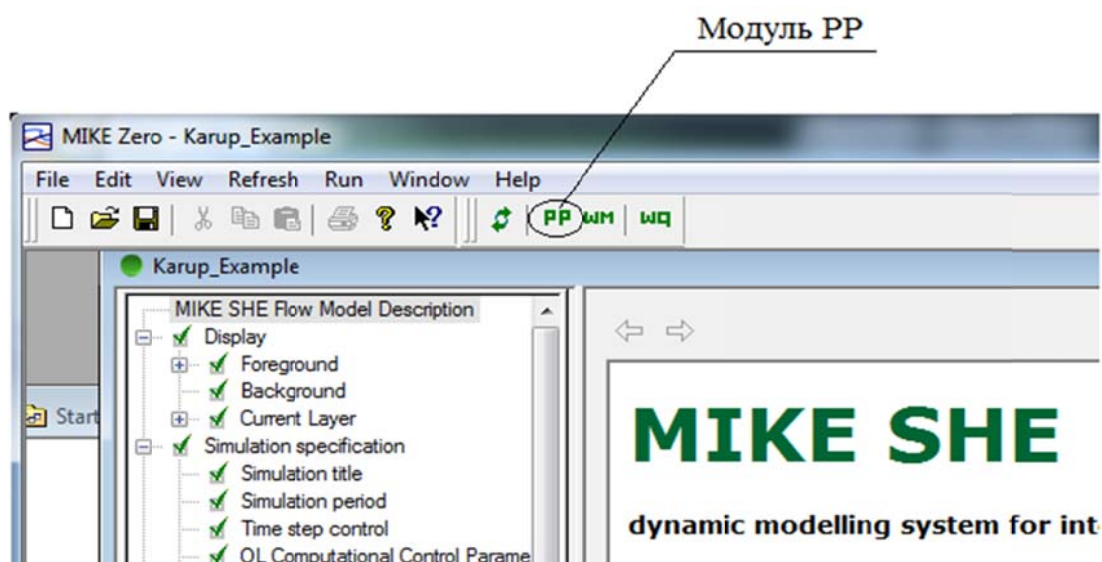 Модуль PP
MIKE Zero - Karup_Example
File Edit View Refresh Run Window Help
PP WM WQ
Karup_Example
MIKE SHE Flow Model Description
Display
Foreground
Background
Current Layer
Start
Simulation specification
Simulation title
Simulation period
Time step control
OL Computational Control Parame
MIKE SHE
dynamic modelling system for int